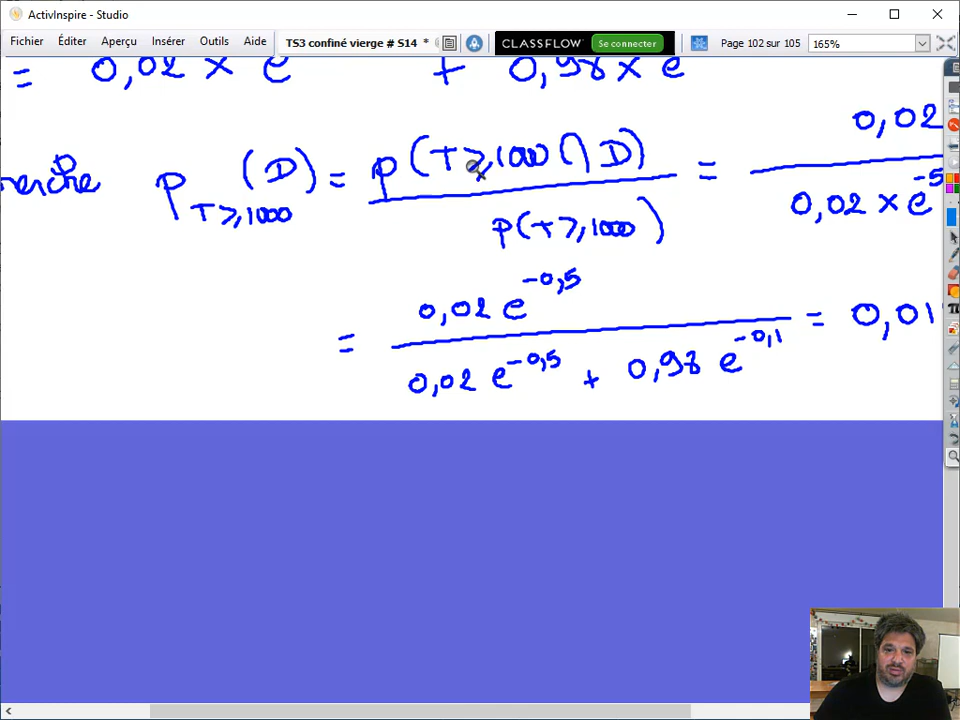 ActivInspire - Studio
Fichier Éditer Aperçu Insérer Outils Aide TS3 confiné vierge # S14 * CLASSFLOW Se connecter Page 102 sur 105 165%
= 0,02 × e + 0,98 × e
p T≥1000 (D) = p(T≥1000 ∩ D) / p(T≥1000) = 0,02 / 0,02 × e^-5
= 0,02 e^-0,5 / 0,02 e^-0,5 + 0,98 e^-0,1 = 0,01